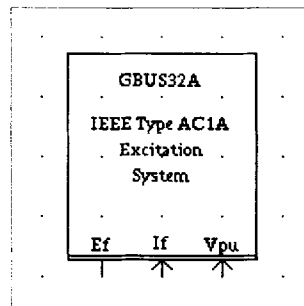 GBUS32A
IEEE Type AC1A
Excitation
System
Ef If Vpu